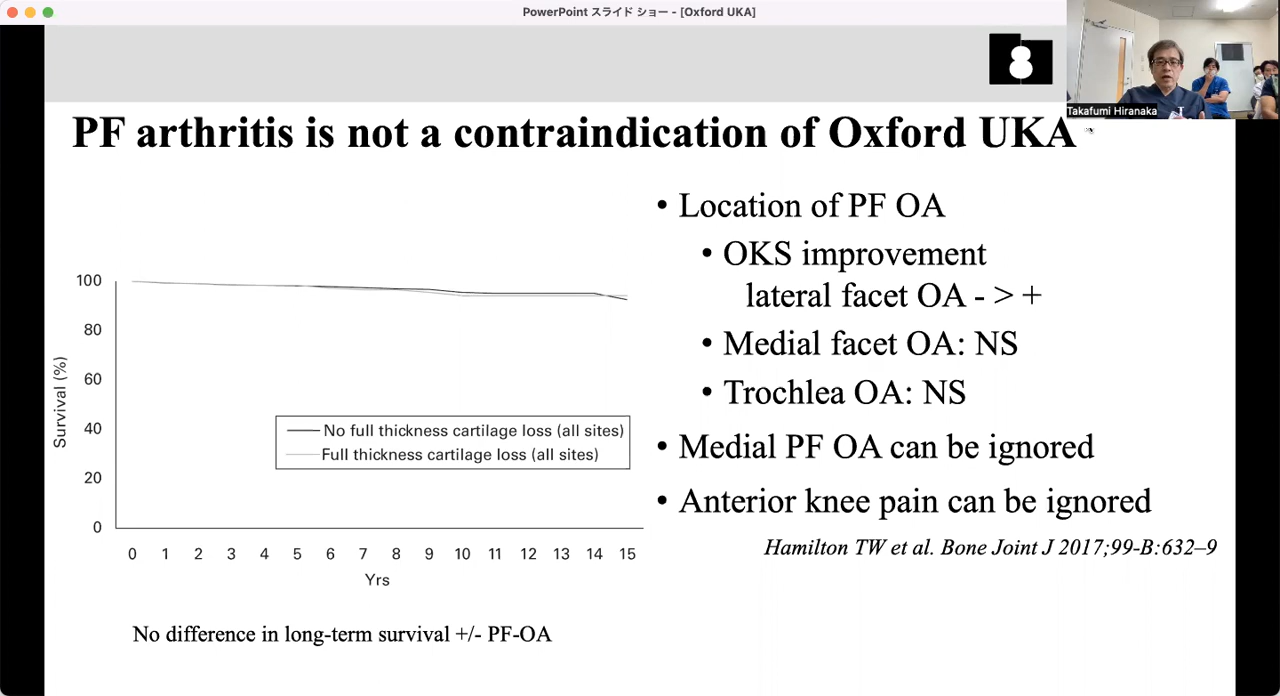 PowerPoint スライド ショー - [Oxford UKA]
Takafumi Hiranaka
PF arthritis is not a contraindication of Oxford UKA
• Location of PF OA
• OKS improvement
lateral facet OA - > +
• Medial facet OA: NS
• Trochlea OA: NS
• Medial PF OA can be ignored
• Anterior knee pain can be ignored
Hamilton TW et al. Bone Joint J 2017;99-B:632–9
Survival (%)
100
80
60
40
20
0
No full thickness cartilage loss (all sites)
Full thickness cartilage loss (all sites)
0 1 2 3 4 5 6 7 8 9 10 11 12 13 14 15
Yrs
No difference in long-term survival +/- PF-OA